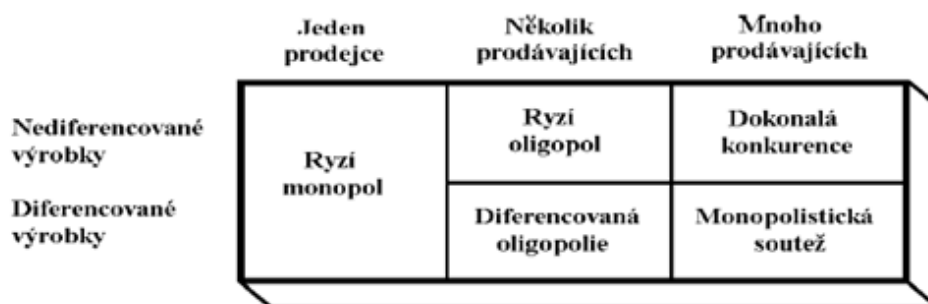 Jeden
prodejce
Několik
prodávajících
Mnoho
prodávajících
Nediferencované
výrobky
Diferencované
výrobky
Ryzí
monopol
Ryzí
oligopol
Dokonalá
konkurence
Diferencovaná
oligopolie
Monopolistická
soutež